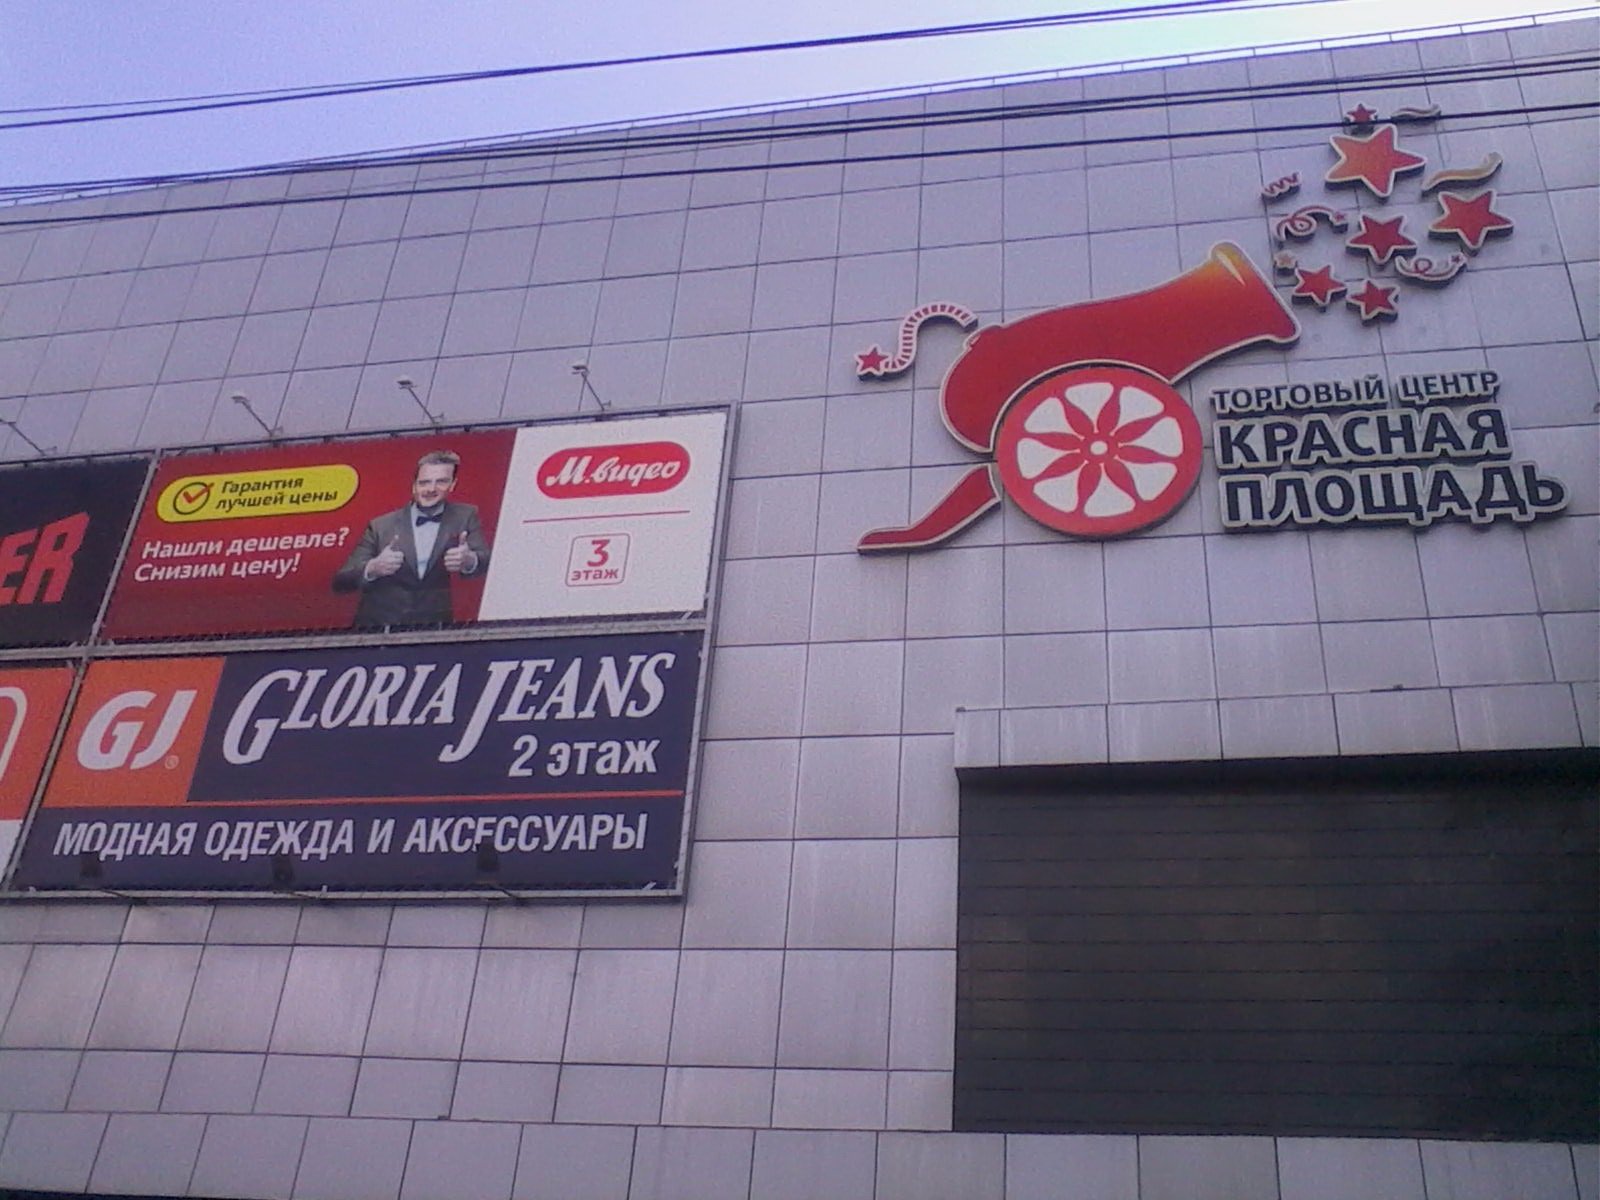 ТОРГОВЫЙ ЦЕНТР
КРАСНАЯ
ПЛОЩАДЬ
Гарантия
лучшей цены
Нашли дешевле?
Снизим цену!
М.видео
3
этаж
GJ®
GLORIA JEANS
2 этаж
МОДНАЯ ОДЕЖДА И АКСЕССУАРЫ